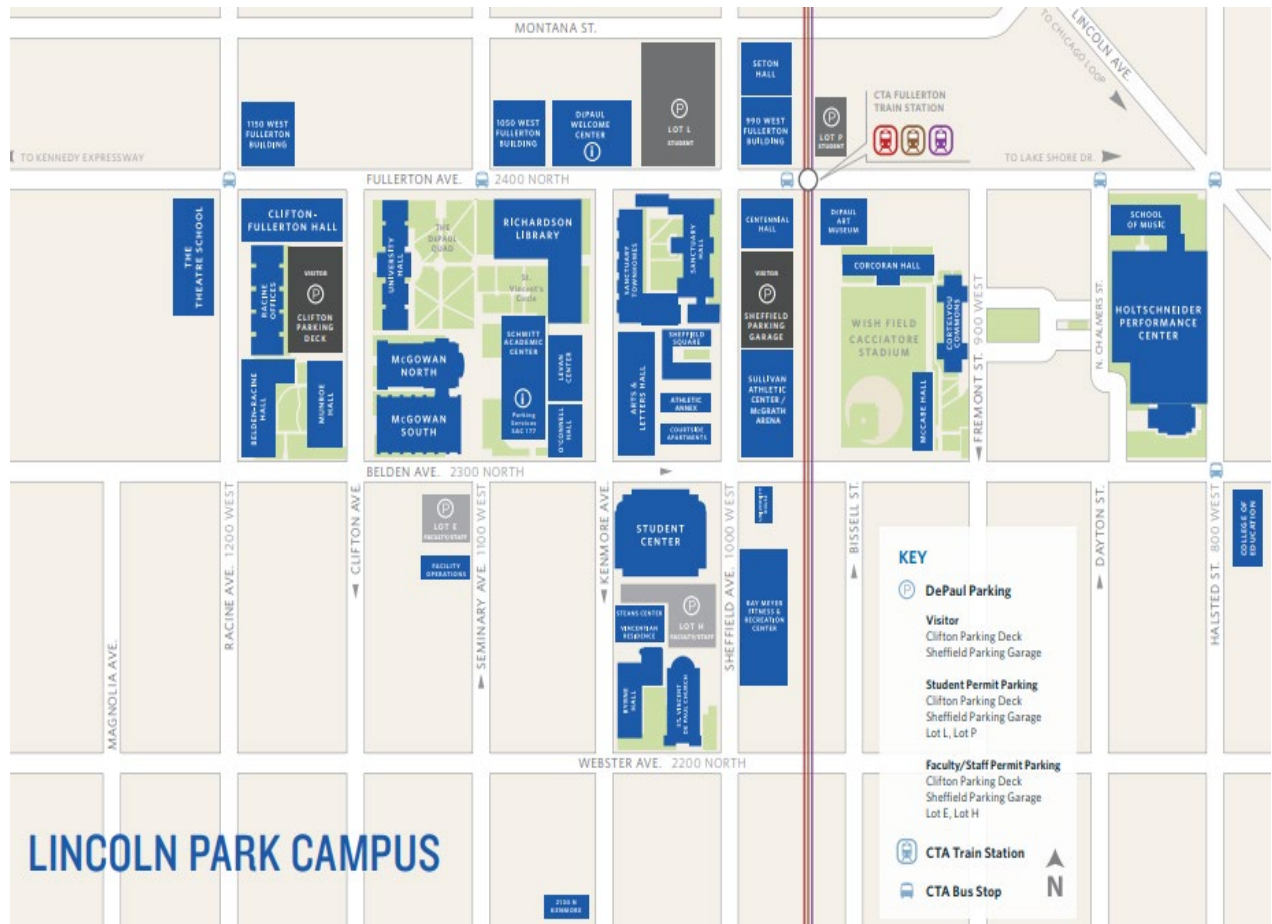 MONTANA ST.
LINCOLN AVE.
TO CHICAGO LOOP
SETON
HALL
CTA FULLERTON
TRAIN STATION
1150 WEST
FULLERTON
BUILDING
1050 WEST
FULLERTON
BUILDING
DEPAUL
WELCOME
CENTER
P
LOT L
STUDENT
990 WEST
FULLERTON
BUILDING
P
LOT P
STUDENT
TO KENNEDY EXPRESSWAY
TO LAKE SHORE DR.
FULLERTON AVE. 2400 NORTH
THE
THEATRE SCHOOL
CLIFTON-
FULLERTON HALL
RACINE
OFFICES
VISITOR
P
CLIFTON
PARKING
DECK
BELDEN-RACINE
HALL
MUNROE
HALL
UNIVERSITY
HALL
THE
DEPAUL
QUAD
RICHARDSON
LIBRARY
St.
Vincent's
Circle
McGOWAN
NORTH
McGOWAN
SOUTH
SCHMITT
ACADEMIC
CENTER
Parking
Services
SAC 177
LEVAN
CENTER
O'CONNELL
HALL
SANCTUARY
TOWNHOMES
SANCTUARY
HALL
ARTS &
LETTERS HALL
SHEFFIELD
SQUARE
ATHLETIC
ANNEX
COURTSIDE
APARTMENTS
CENTENNIAL
HALL
VISITOR
P
SHEFFIELD
PARKING
GARAGE
SULLIVAN
ATHLETIC
CENTER /
McGRATH
ARENA
DEPAUL
ART
MUSEUM
CORCORAN HALL
WISH FIELD
CACCIATORE
STADIUM
CORTELYOU
COMMONS
McCABE HALL
FREMONT ST. 900 WEST
N. CHALMERS ST.
SCHOOL
OF MUSIC
HOLTSCHNEIDER
PERFORMANCE
CENTER
BELDEN AVE. 2300 NORTH
MAGNOLIA AVE.
RACINE AVE. 1200 WEST
CLIFTON AVE.
P
LOT E
FACULTY/STAFF
FACILITY
OPERATIONS
SEMINARY AVE. 1100 WEST
KENMORE AVE.
STUDENT
CENTER
STEANS CENTER
VINCENTIAN
RESIDENCE
P
LOT H
FACULTY/STAFF
BYRNE
HALL
ST. VINCENT
DE PAUL CHURCH
SHEFFIELD AVE. 1000 WEST
RAY MEYER
FITNESS &
RECREATION
CENTER
BISSELL ST.
DAYTON ST.
HALSTED ST. 800 WEST
COLLEGE OF
EDUCATION
WEBSTER AVE. 2200 NORTH
KEY
P DePaul Parking
Visitor
Clifton Parking Deck
Sheffield Parking Garage
Student Permit Parking
Clifton Parking Deck
Sheffield Parking Garage
Lot L, Lot P
Faculty/Staff Permit Parking
Clifton Parking Deck
Sheffield Parking Garage
Lot E, Lot H
CTA Train Station
CTA Bus Stop
N
LINCOLN PARK CAMPUS
2150 N
KENMORE